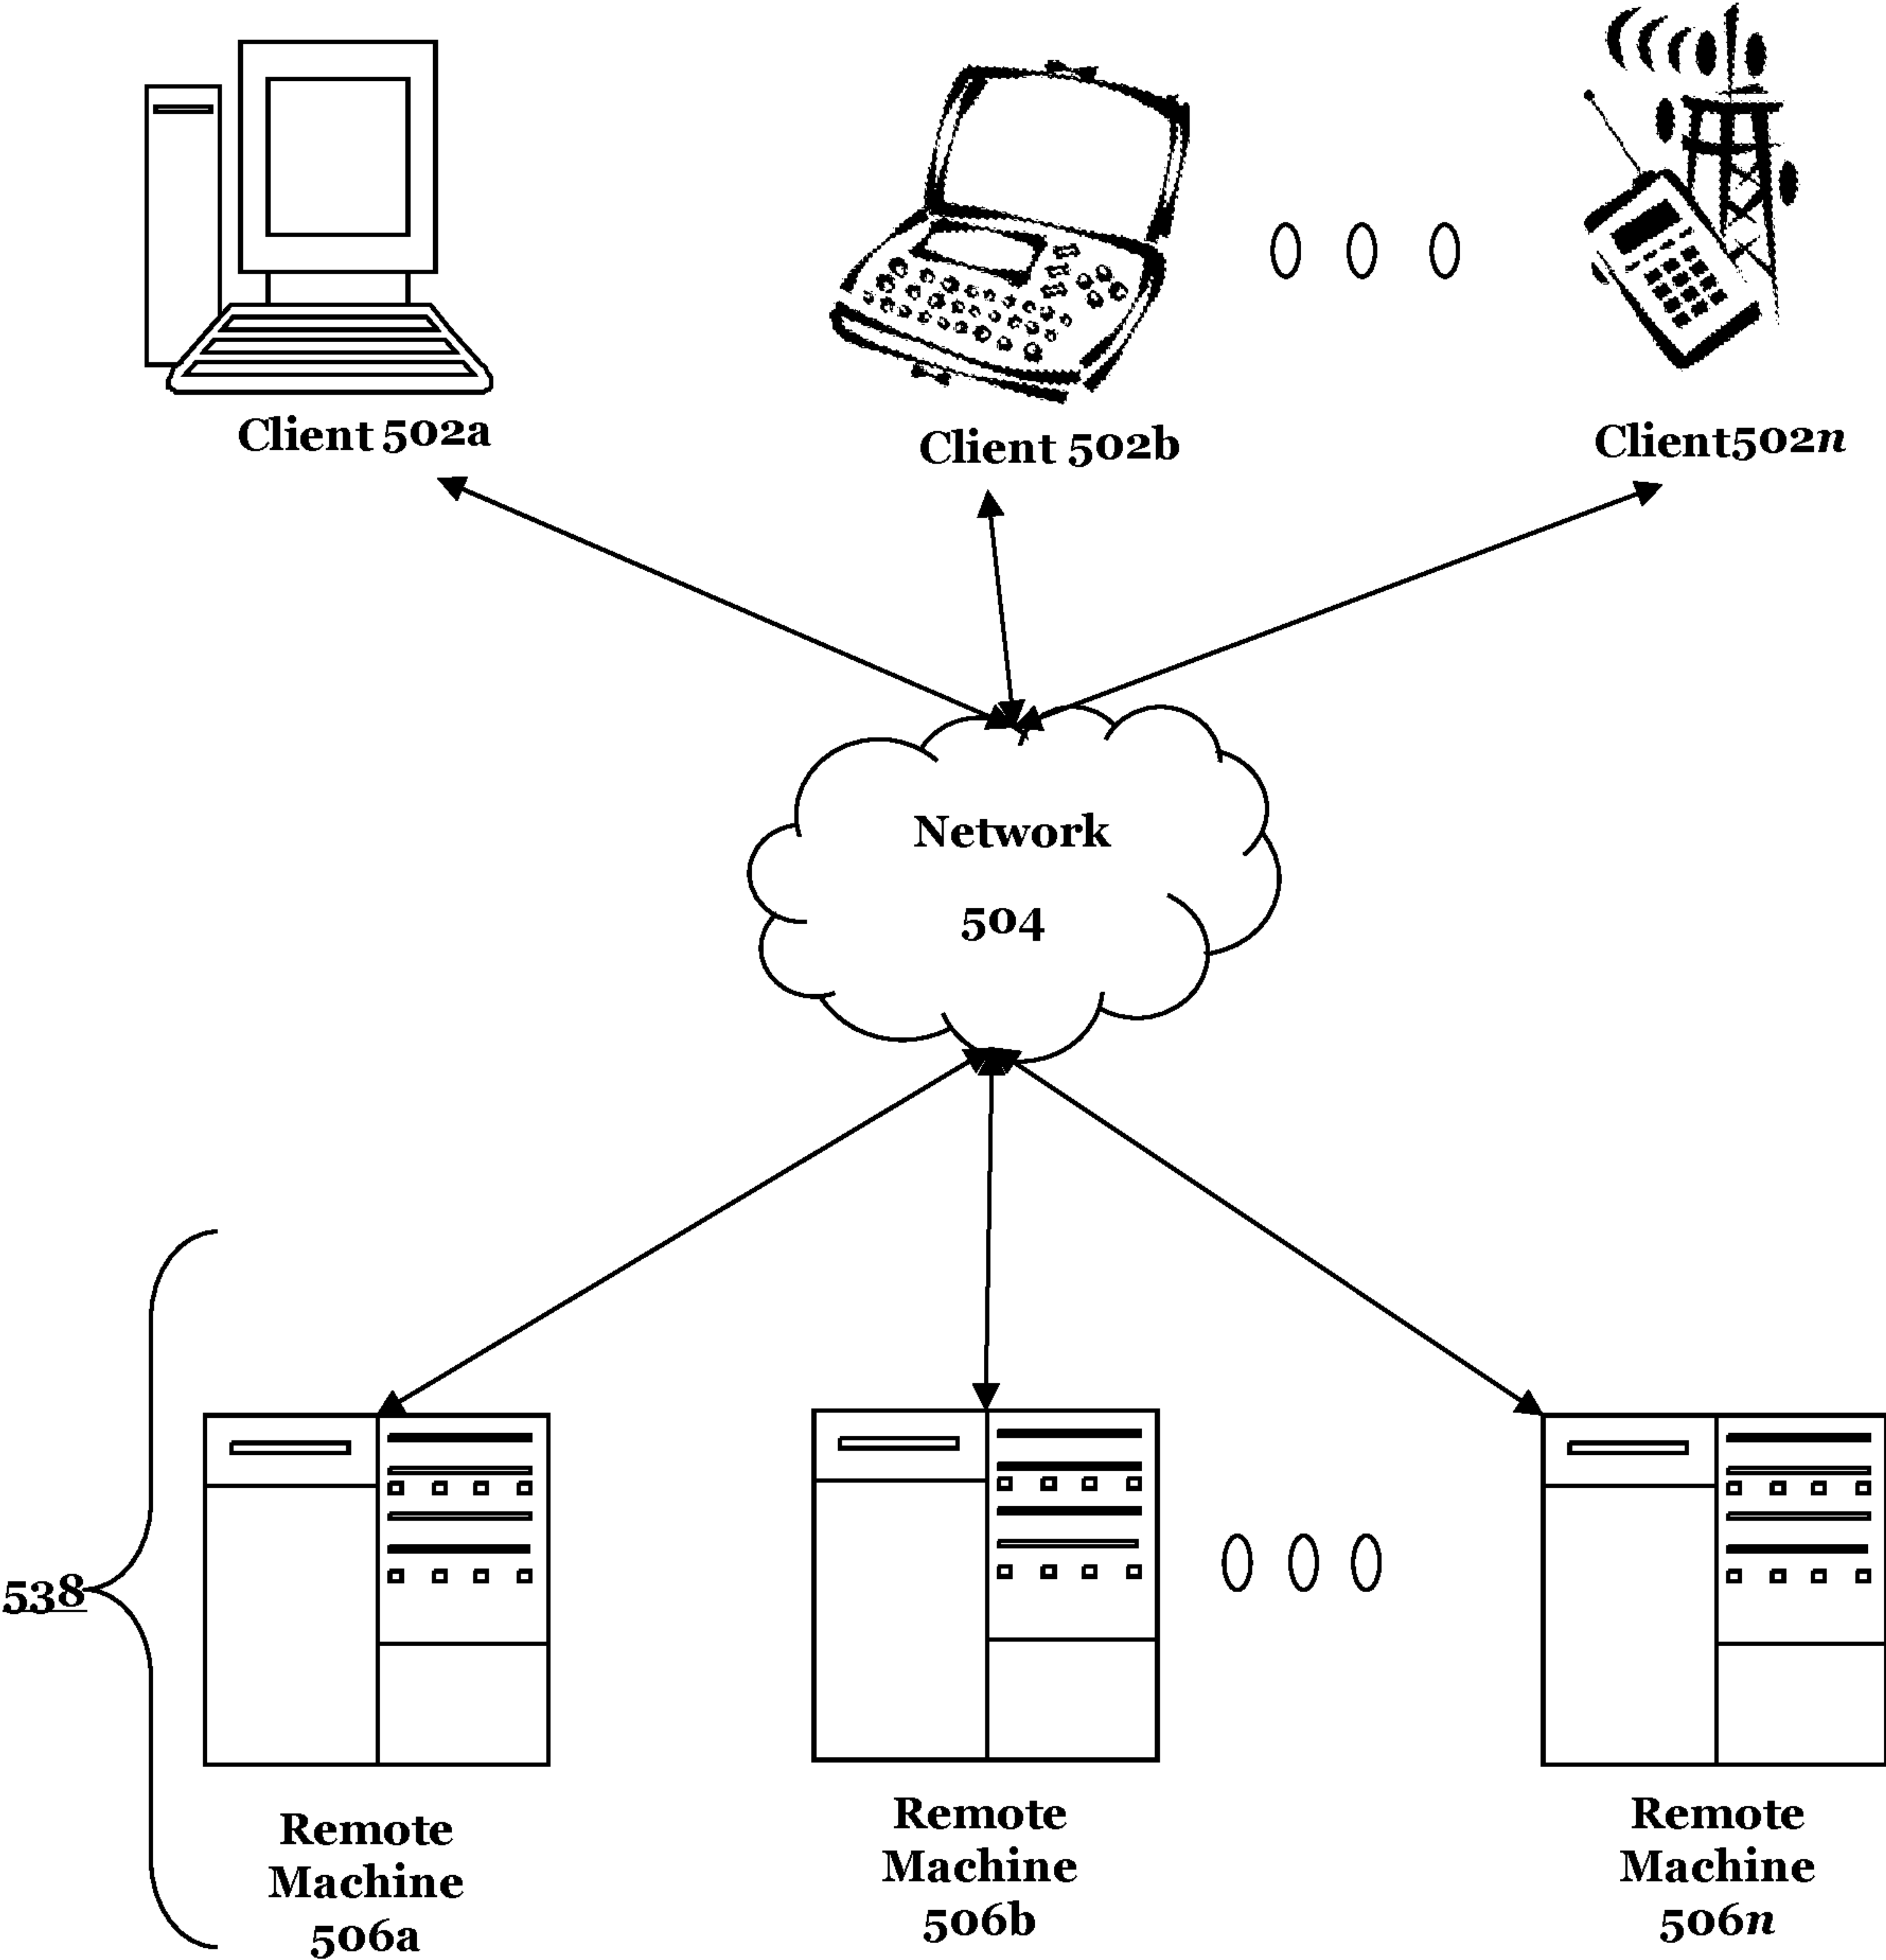 Client 502a
Client 502b
Client502n
Network
504
538
Remote
Machine
506a
Remote
Machine
506b
Remote
Machine
506n